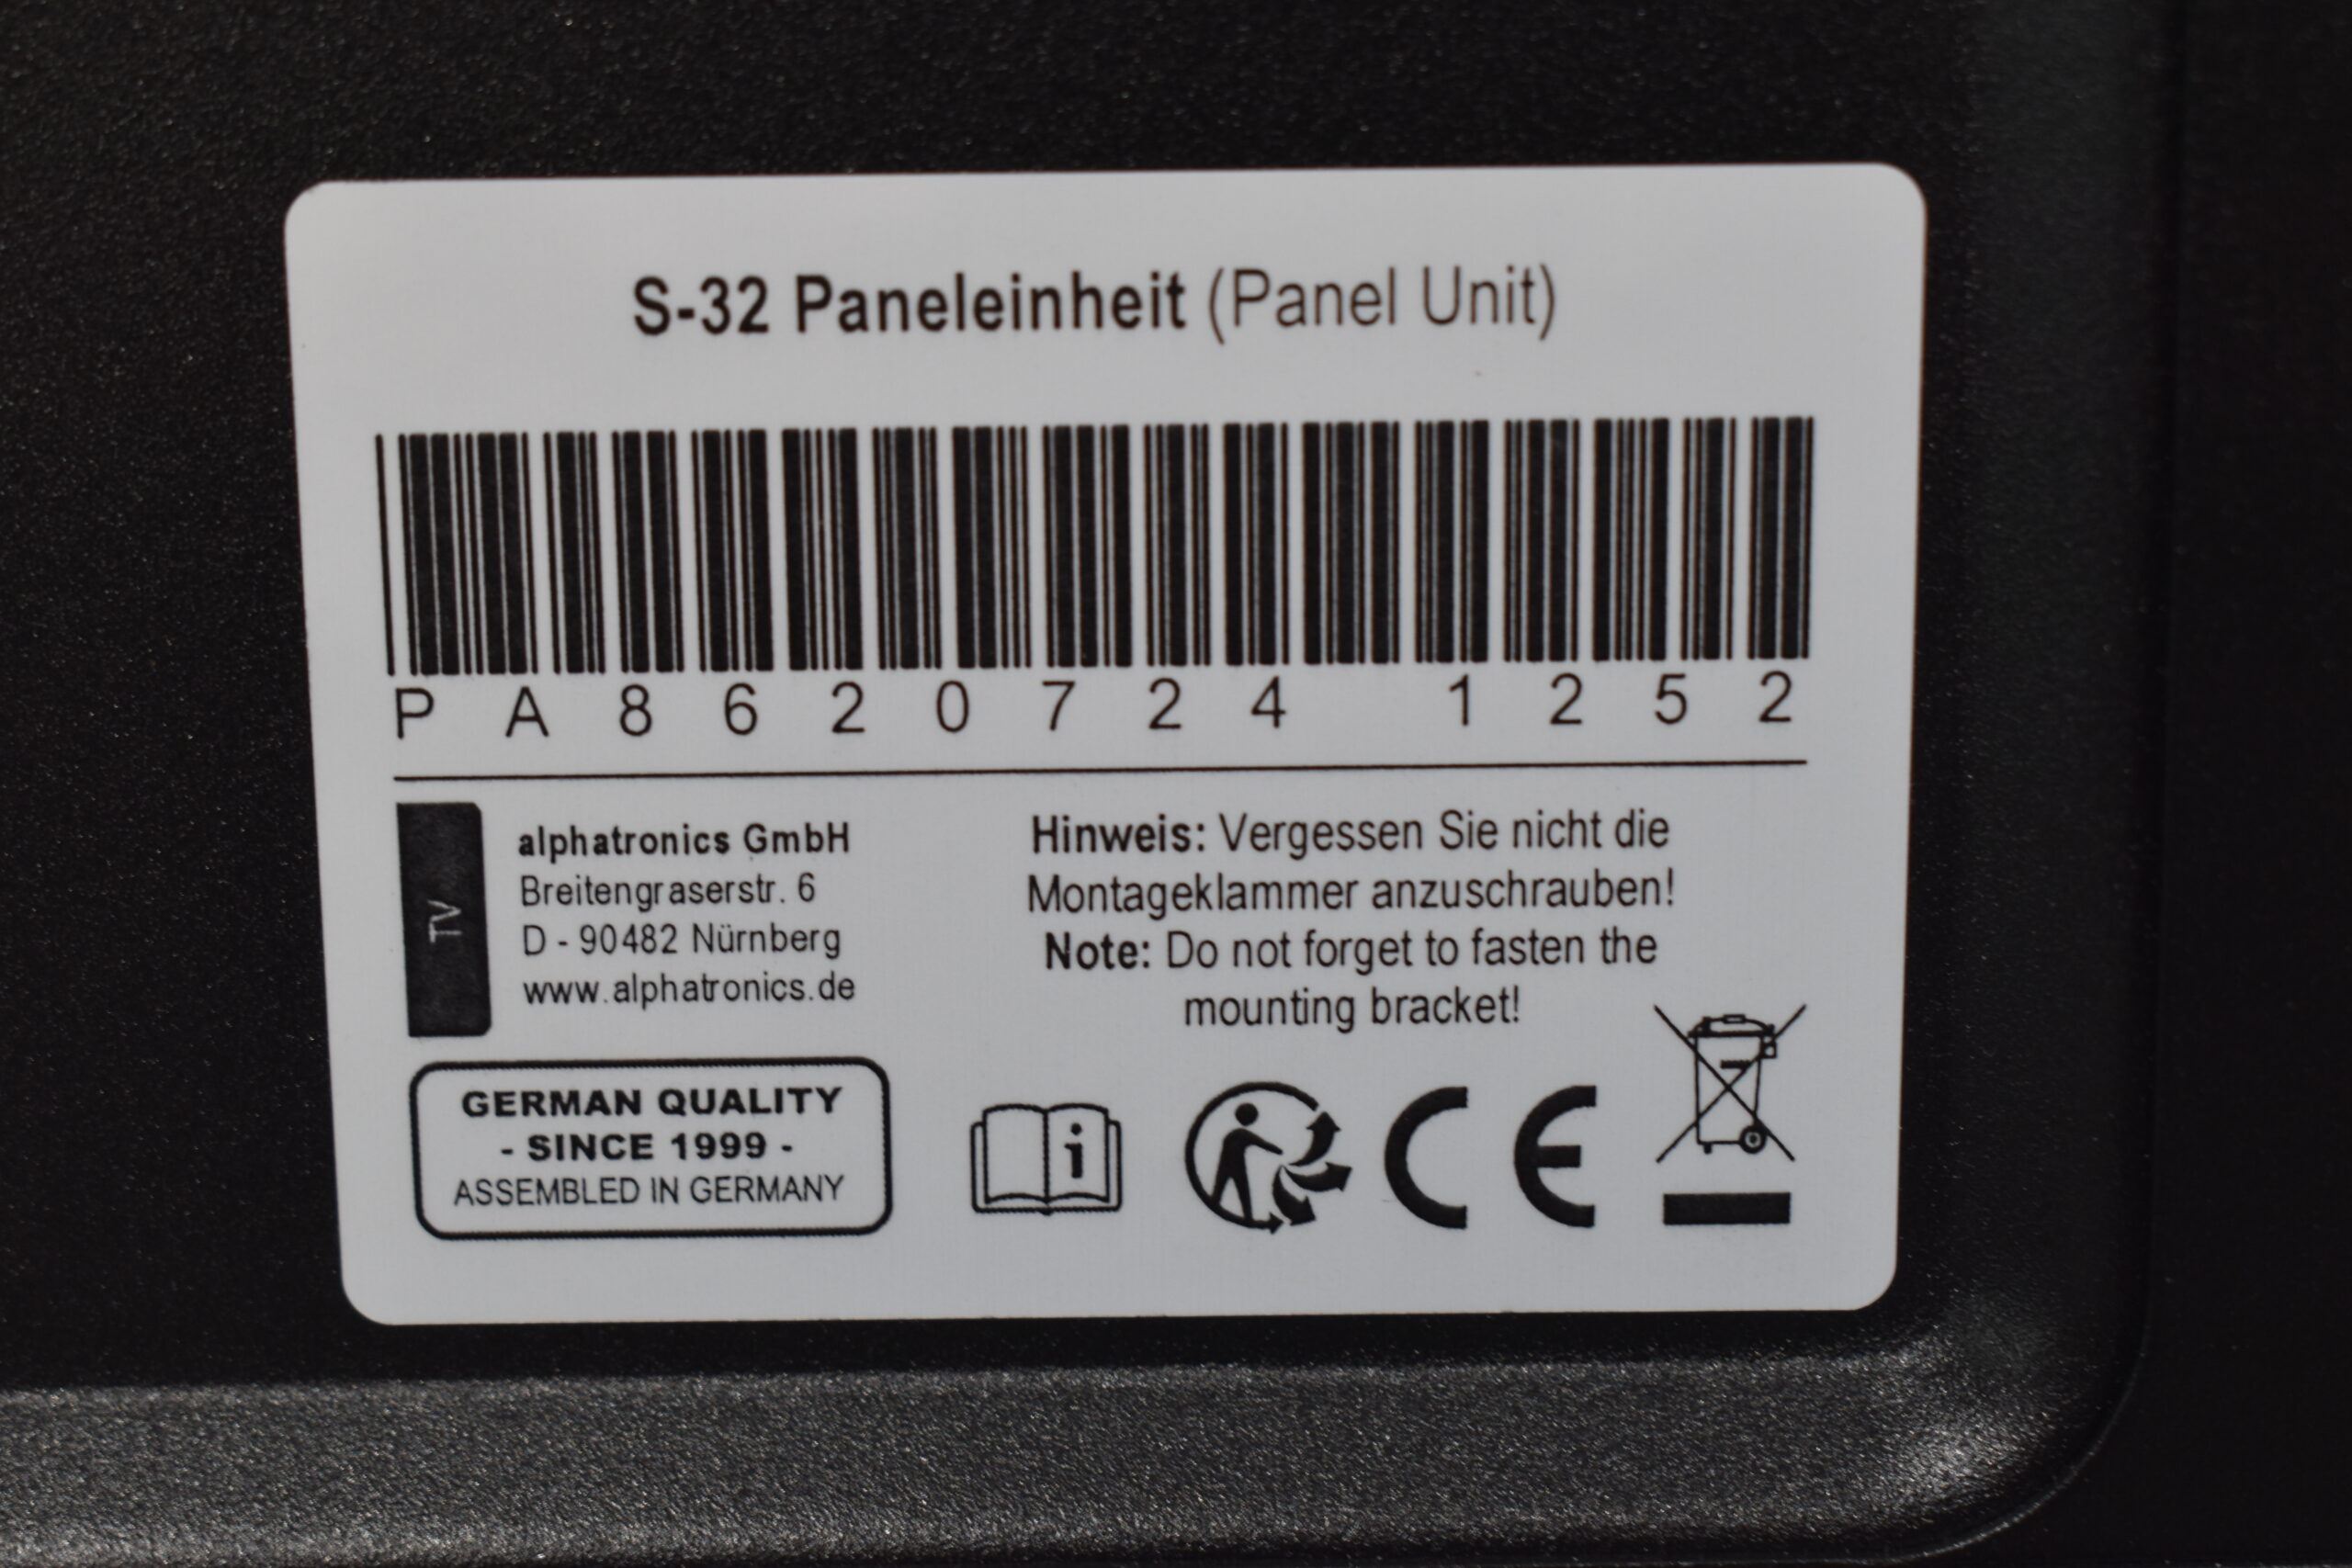 S-32 Paneleinheit (Panel Unit)
PA8620724 1252
TV
alphatronics GmbH
Breitengraserstr. 6
D - 90482 Nürnberg
www.alphatronics.de
Hinweis: Vergessen Sie nicht die
Montageklammer anzuschrauben!
Note: Do not forget to fasten the
mounting bracket!
GERMAN QUALITY
- SINCE 1999 -
ASSEMBLED IN GERMANY
i
CE